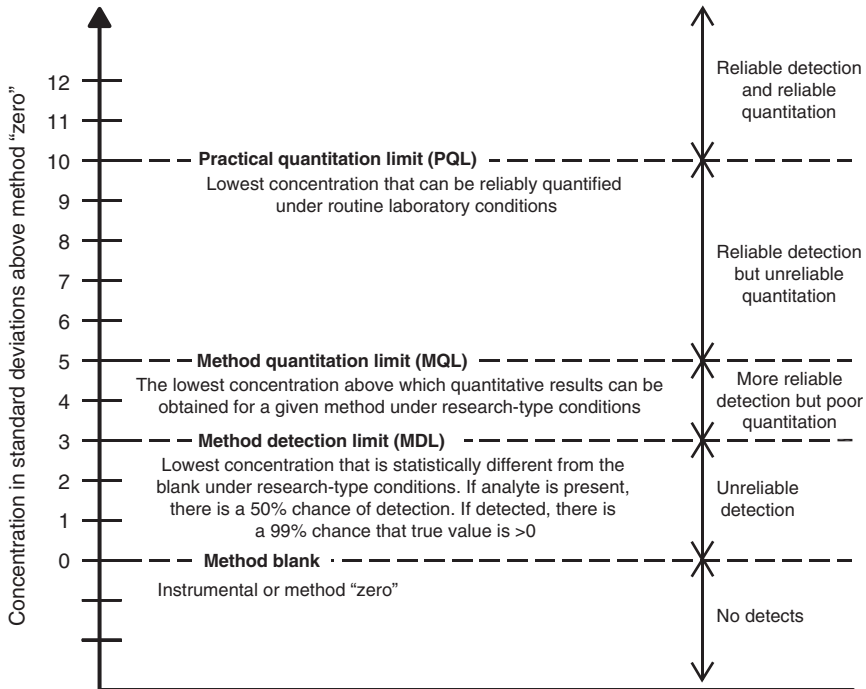 Concentration in standard deviations above method “zero”
12
11
10
9
8
7
6
5
4
3
2
1
0
Practical quantitation limit (PQL)
Lowest concentration that can be reliably quantified
under routine laboratory conditions
Method quantitation limit (MQL)
The lowest concentration above which quantitative results can be
obtained for a given method under research-type conditions
Method detection limit (MDL)
Lowest concentration that is statistically different from the
blank under research-type conditions. If analyte is present,
there is a 50% chance of detection. If detected, there is
a 99% chance that true value is >0
Method blank
Instrumental or method “zero”
Reliable detection
and reliable
quantitation
Reliable detection
but unreliable
quantitation
More reliable
detection but poor
quantitation
Unreliable
detection
No detects